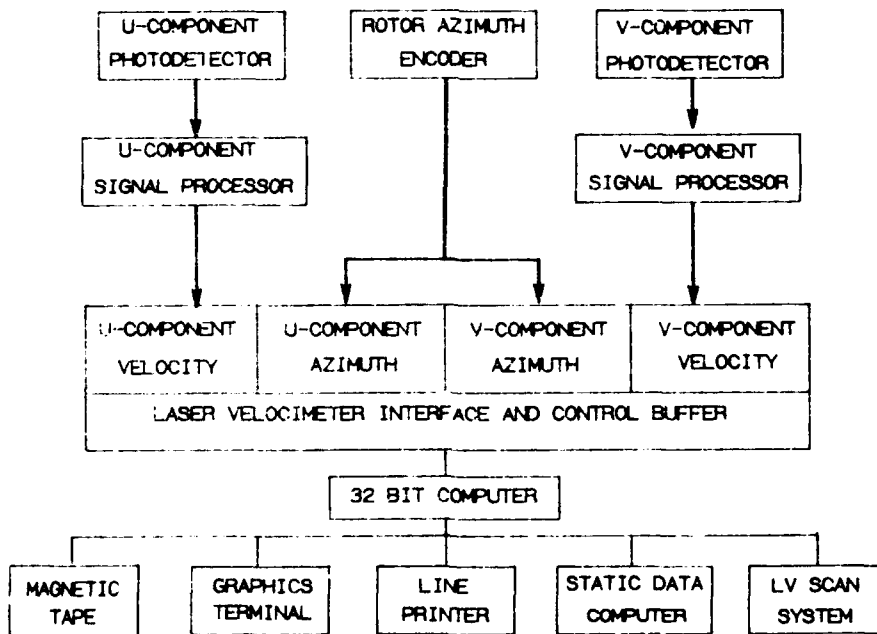 U-COMPONENT
PHOTODETECTOR
ROTOR AZIMUTH
ENCODER
V-COMPONENT
PHOTODETECTOR
U-COMPONENT
SIGNAL PROCESSOR
V-COMPONENT
SIGNAL PROCESSOR
U-COMPONENT
VELOCITY
U-COMPONENT
AZIMUTH
V-COMPONENT
AZIMUTH
V-COMPONENT
VELOCITY
LASER VELOCIMETER INTERFACE AND CONTROL BUFFER
32 BIT COMPUTER
MAGNETIC
TAPE
GRAPHICS
TERMINAL
LINE
PRINTER
STATIC DATA
COMPUTER
LV SCAN
SYSTEM